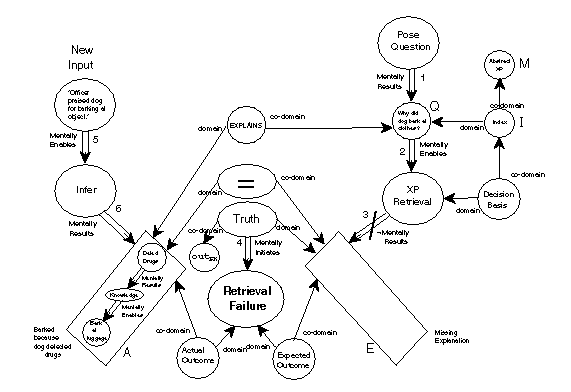 New
Input
"Officer
praised dog
for barking at
object."
Mentally
Enables
5
Infer
6
Mentally
Results
Detect
Drugs
Mentally
Results
Knowledge
Mentally
Enables
Bark
at
luggage
Barked
because
dog detected
drugs
A
EXPLAINS
domain
co-domain
=
domain
co-domain
Truth
co-domain
domain
out
4
Mentally
Initiates
Retrieval
Failure
co-domain
Actual
Outcome
domain
domain
Expected
Outcome
co-domain
E
Missing
Explanation
Pose
Question
Mentally
Results
1
Q
Why did
dog bark at
2
Mentally
Enables
XP
Retrieval
3
¬Mentally
Results
Abstract
XP
M
co-domain
Index
I
domain
co-domain
Decision
Basis
domain